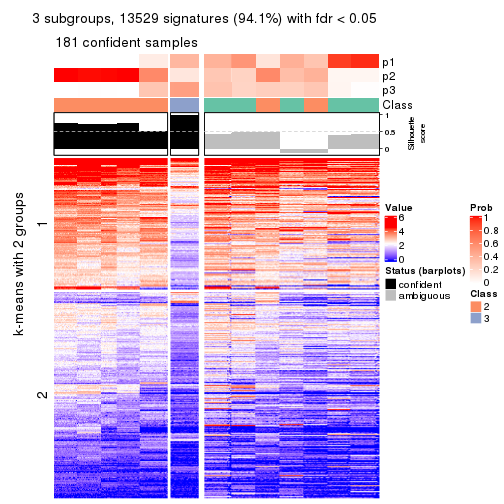 3 subgroups, 13529 signatures (94.1%) with fdr < 0.05
181 confident samples
p1
p2
p3
Class
1
0.5
0
Silhouette
score
k-means with 2 groups
1
2
Value
6
4
2
0
Status (barplots)
confident
ambiguous
Prob
1
0.8
0.6
0.4
0.2
0
Class
2
3